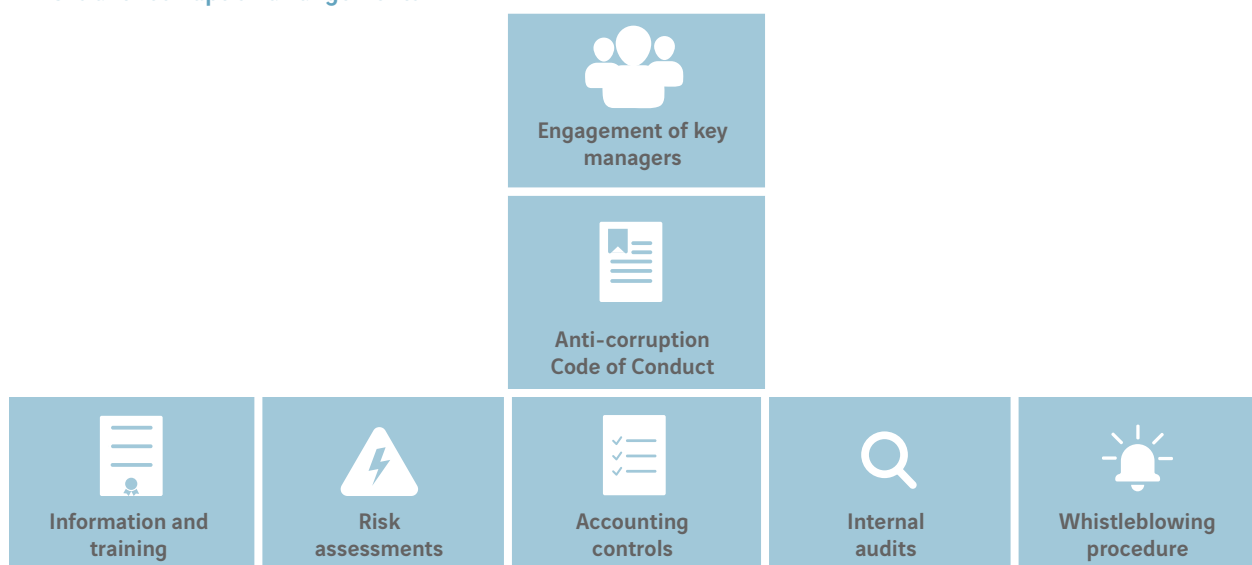 Engagement of key
managers
Anti-corruption
Code of Conduct
Information and
training
Risk
assessments
Accounting
controls
Internal
audits
Whistleblowing
procedure